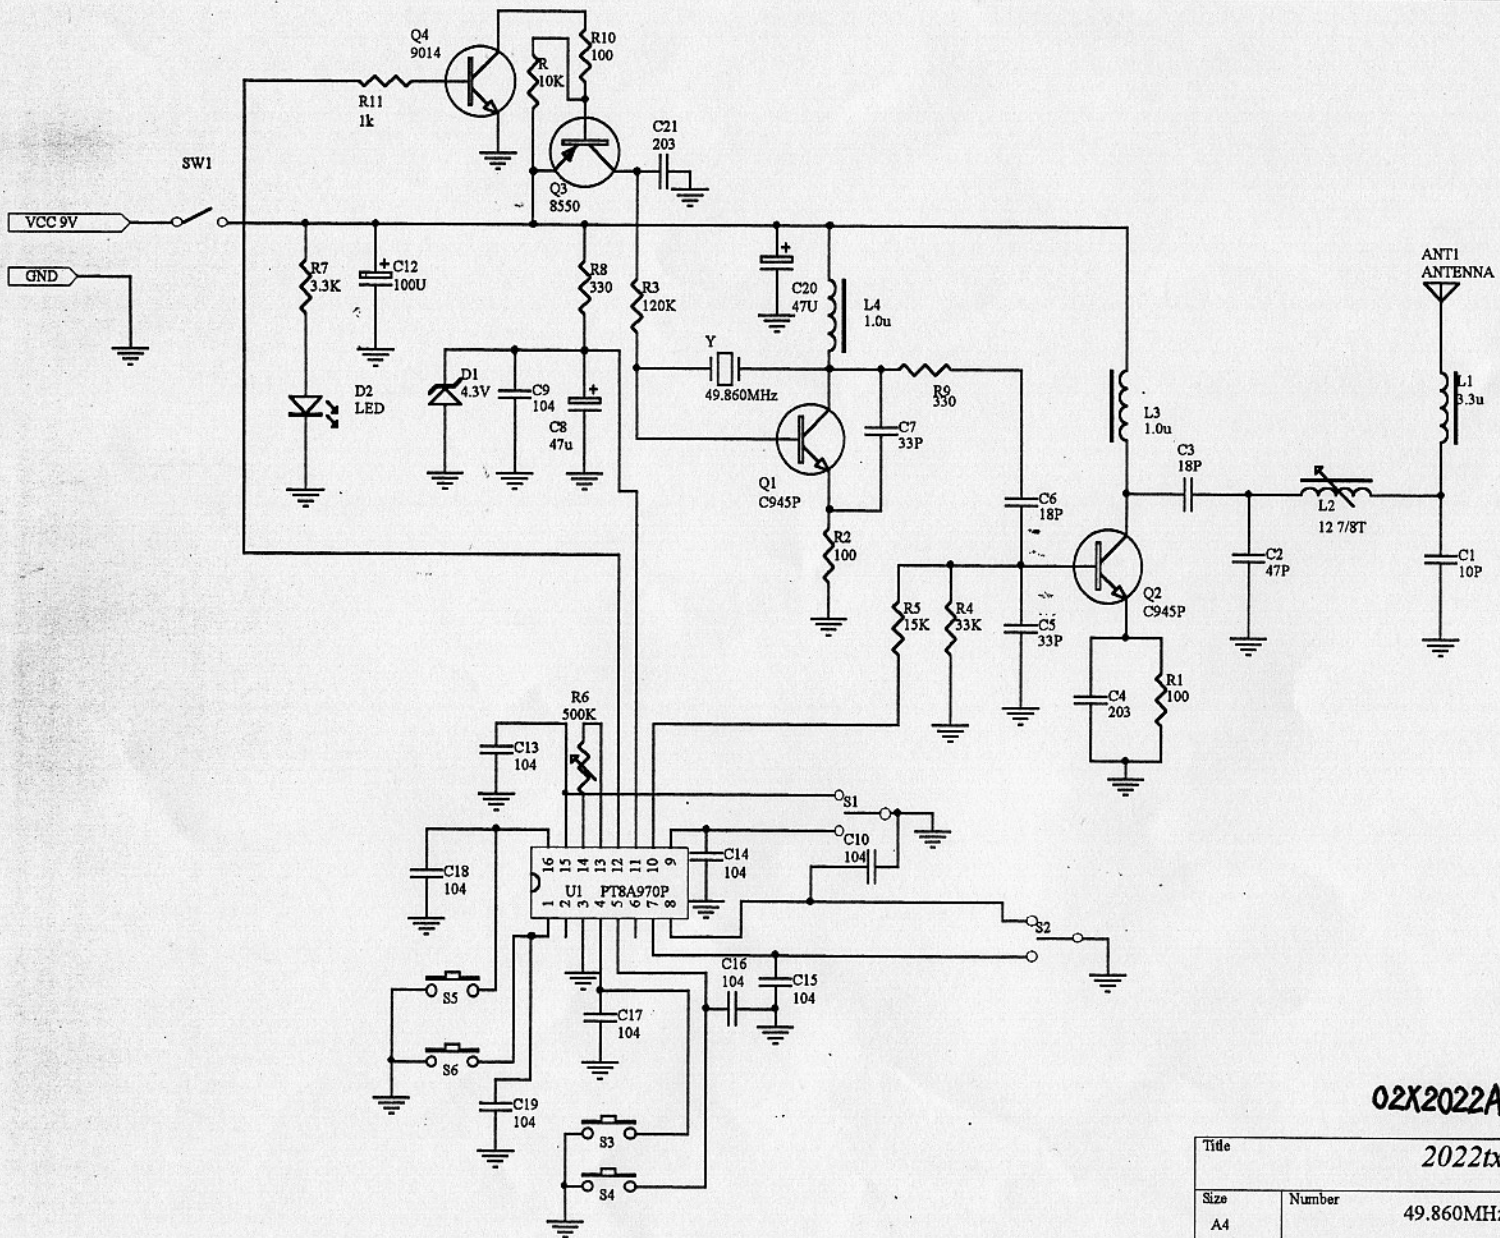 Q4
9014
R10
100
R
10K
R11
1k
C21
203
SW1
Q3
8550
VCC 9V
GND
R7
3.3K
C12
100U
R8
330
R3
120K
C20
47U
L4
1.0u
ANT1
ANTENNA
Y
49.860MHz
D2
LED
D1
4.3V
C9
104
C8
47u
R9
330
C7
33P
L3
1.0u
L1
3.3u
Q1
C945P
C3
18P
C6
18P
L2
12 7/8T
R2
100
C2
47P
C1
10P
Q2
C945P
R5
15K
R4
33K
C5
33P
R6
500K
C4
203
R1
100
C13
104
S1
C10
104
C14
104
C18
104
16 15 14 13 12 11 10 9
U1 PT8A970P
1 2 3 4 5 6 7 8
S2
C16
104
C15
104
S5
C17
104
S6
C19
104
S3
S4
02X2022A
Title
2022tx
Size
A4
Number
49.860MHz